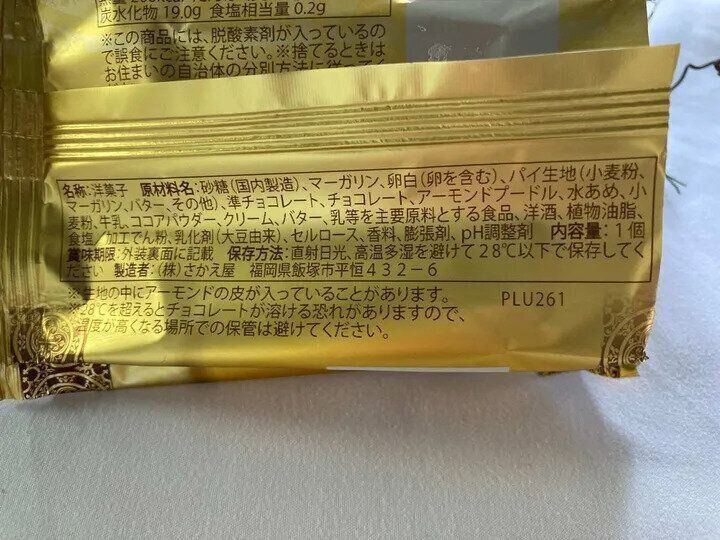 炭水化物 19.0g 食塩相当量 0.2g
※この商品には、脱酸素剤が入っているの
で誤食にご注意ください。※捨てるときは
お住まいの自治体の分別方法に従ってく
名称:洋菓子 原材料名:砂糖(国内製造)、マーガリン、卵白(卵を含む)、パイ生地(小麦粉、
マーガリン、バター、その他)、準チョコレート、チョコレート、アーモンドプードル、水あめ、小
麦粉、牛乳、ココアパウダー、クリーム、バター、乳等を主要原料とする食品、洋酒、植物油脂、
食塩／加工でん粉、乳化剤(大豆由来)、セルロース、香料、膨張剤、pH調整剤 内容量:1個
賞味期限:外装裏面に記載 保存方法:直射日光、高温多湿を避けて28℃以下で保存してく
ださい 製造者:(株)さかえ屋 福岡県飯塚市平恒432-6
※生地の中にアーモンドの皮が入っていることがあります。 PLU261
※28℃を超えるとチョコレートが溶ける恐れがありますので、
温度が高くなる場所での保管は避けてください。